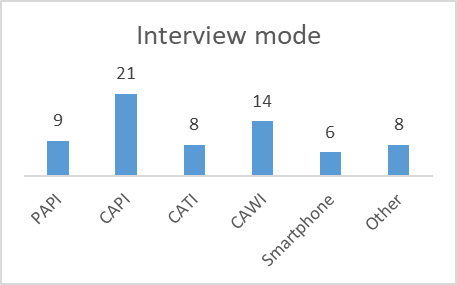 Interview mode
9
21
8
14
6
8
PAPI
CAPI
CATI
CAWI
Smartphone
Other